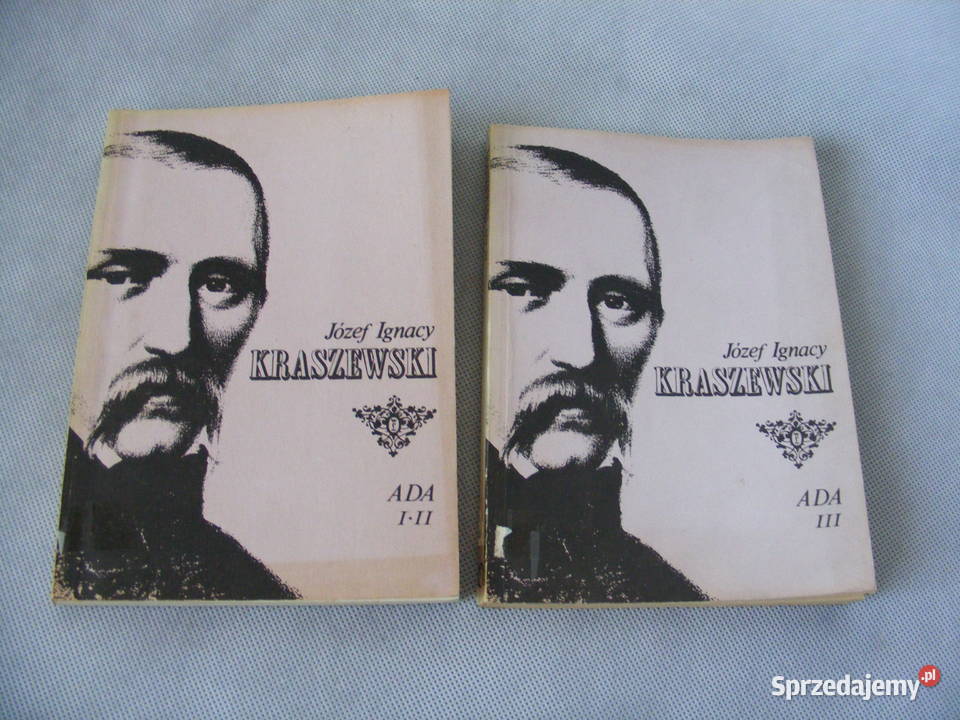 Józef Ignacy
KRASZEWSKI
ADA
I·II
Józef Ignacy
KRASZEWSKI
ADA
III
Sprzedajemy.pl